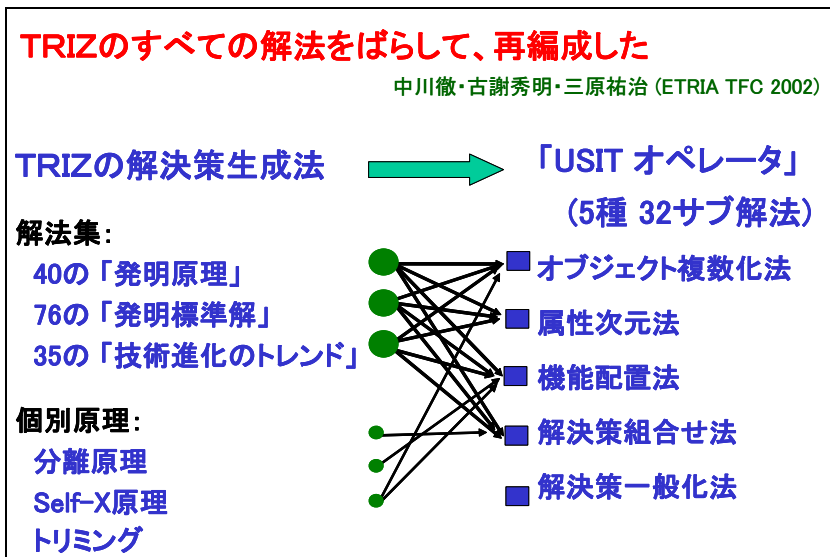 TRIZのすべての解法をばらして、再編成した
中川徹・古謝秀明・三原祐治 (ETRIA TFC 2002)
TRIZの解決策生成法
「USIT オペレータ」
(5種 32サブ解法)
解法集:
40の「発明原理」
76の「発明標準解」
35の「技術進化のトレンド」
個別原理:
分離原理
Self-X原理
トリミング
オブジェクト複数化法
属性次元法
機能配置法
解決策組合せ法
解決策一般化法